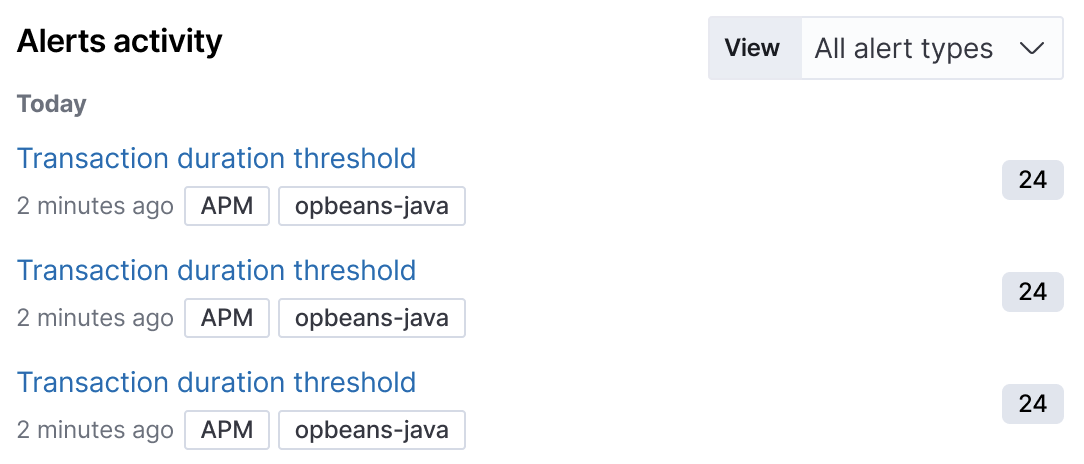 Alerts activity
View All alert types
Today
Transaction duration threshold
24
2 minutes ago APM opbeans-java
Transaction duration threshold
24
2 minutes ago APM opbeans-java
Transaction duration threshold
24
2 minutes ago APM opbeans-java